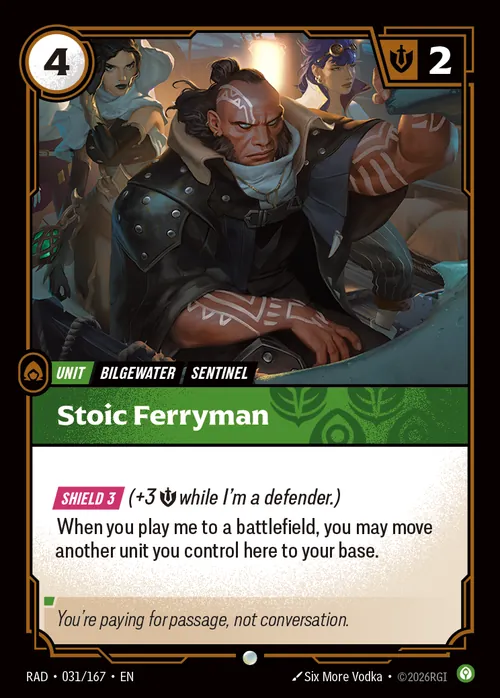 4
2
UNIT BILGEWATER SENTINEL
Stoic Ferryman
SHIELD 3 (+3 while I'm a defender.)
When you play me to a battlefield, you may move
another unit you control here to your base.
You're paying for passage, not conversation.
RAD • 031/167 • EN
Six More Vodka • ©2026RGI